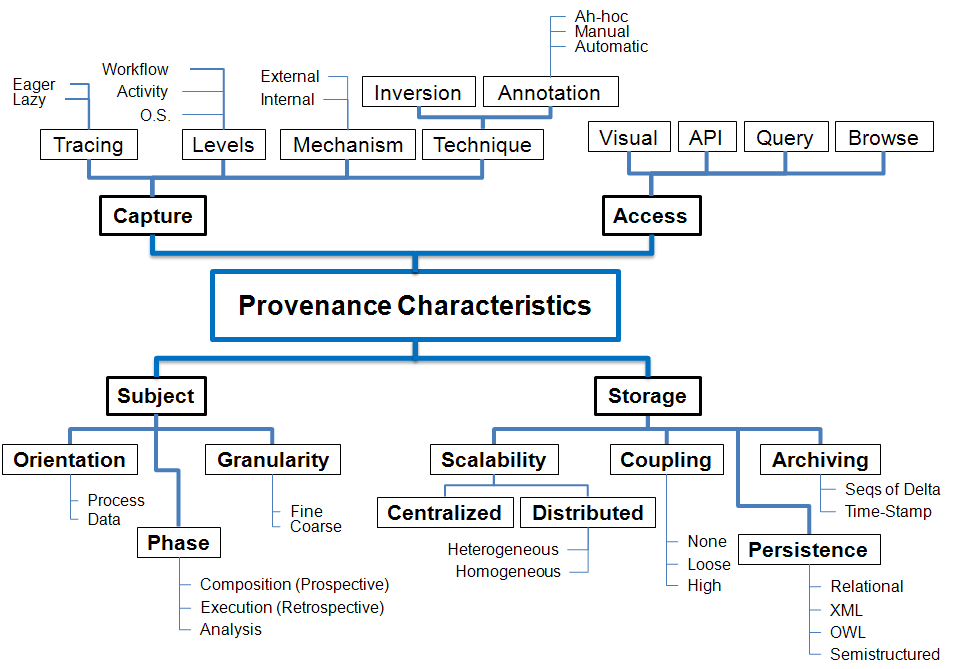 Ah-hoc
Manual
Automatic
Workflow
Activity
O.S.
External
Internal
Eager
Lazy
Inversion
Annotation
Tracing
Levels
Mechanism
Technique
Visual
API
Query
Browse
Capture
Access
Provenance Characteristics
Subject
Storage
Orientation
Granularity
Scalability
Coupling
Archiving
Process
Data
Fine
Coarse
Centralized
Distributed
Seqs of Delta
Time-Stamp
Phase
Heterogeneous
Homogeneous
None
Loose
High
Persistence
Composition (Prospective)
Execution (Retrospective)
Analysis
Relational
XML
OWL
Semistructured